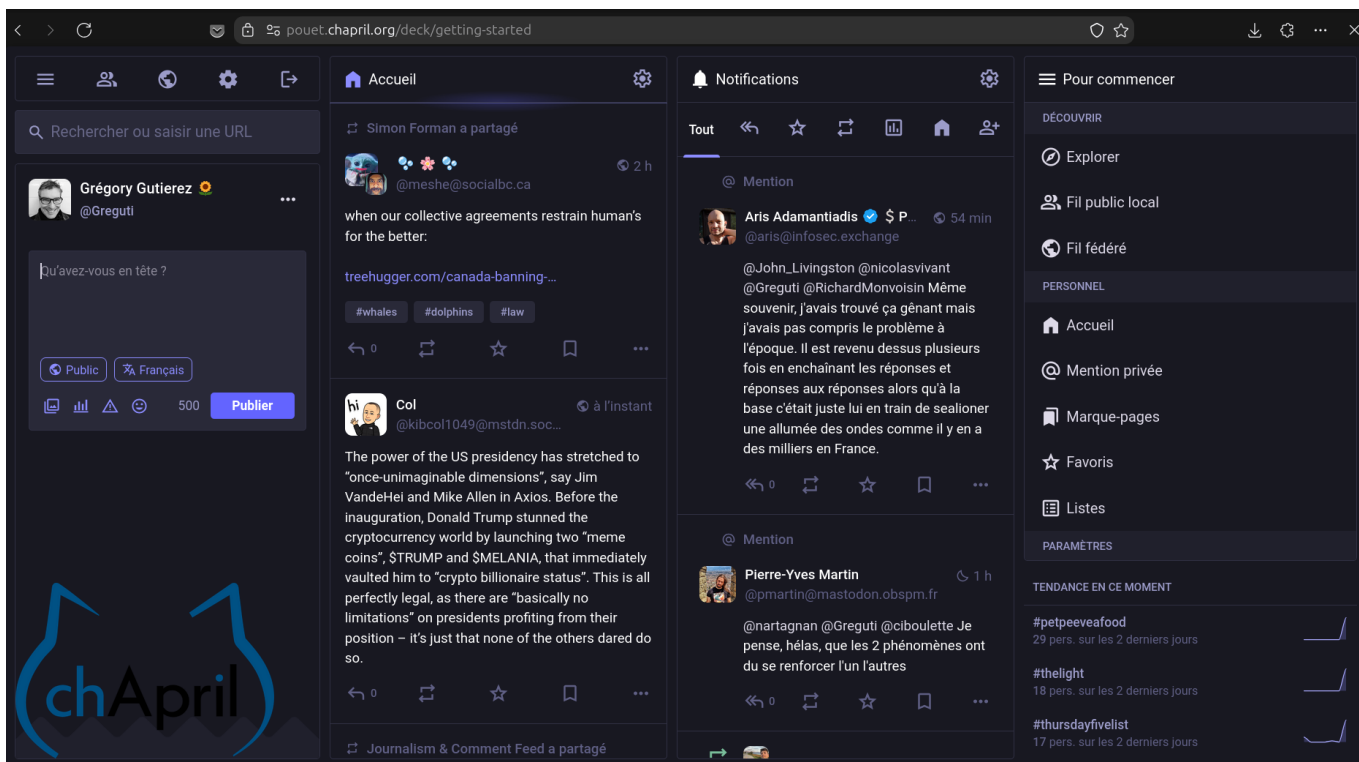 pouet.chapril.org/deck/getting-started
Rechercher ou saisir une URL
Grégory Gutierez
@Greguti
Qu'avez-vous en tête ?
Public
Français
500
Publier
chApril
Accueil
Simon Forman a partagé
2 h
@meshe@socialbc.ca
when our collective agreements restrain human's
for the better:
treehugger.com/canada-banning-…
#whales #dolphins #law
0
Col
à l'instant
@kibcol1049@mstdn.soc…
hi
The power of the US presidency has stretched to
“once-unimaginable dimensions”, say Jim
VandeHei and Mike Allen in Axios. Before the
inauguration, Donald Trump stunned the
cryptocurrency world by launching two “meme
coins”, $TRUMP and $MELANIA, that immediately
vaulted him to “crypto billionaire status”. This is all
perfectly legal, as there are “basically no
limitations” on presidents profiting from their
position – it's just that none of the others dared do
so.
0
Journalism & Comment Feed a partagé
Notifications
Tout
@ Mention
Aris Adamantiadis $ P… 54 min
@aris@infosec.exchange
@John_Livingston @nicolasvivant
@Greguti @RichardMonvoisin Même
souvenir, j'avais trouvé ça gênant mais
j'avais pas compris le problème à
l'époque. Il est revenu dessus plusieurs
fois en enchaînant les réponses et
réponses aux réponses alors qu'à la
base c'était juste lui en train de sealioner
une allumée des ondes comme il y en a
des milliers en France.
0
@ Mention
Pierre-Yves Martin 1 h
@pmartin@mastodon.obspm.fr
@nartagnan @Greguti @ciboulette Je
pense, hélas, que les 2 phénomènes ont
du se renforcer l'un l'autres
0
Pour commencer
DÉCOUVRIR
Explorer
Fil public local
Fil fédéré
PERSONNEL
Accueil
Mention privée
Marque-pages
Favoris
Listes
PARAMÈTRES
TENDANCE EN CE MOMENT
#petpeeveafood
29 pers. sur les 2 derniers jours
#thelight
18 pers. sur les 2 derniers jours
#thursdayfivelist
17 pers. sur les 2 derniers jours